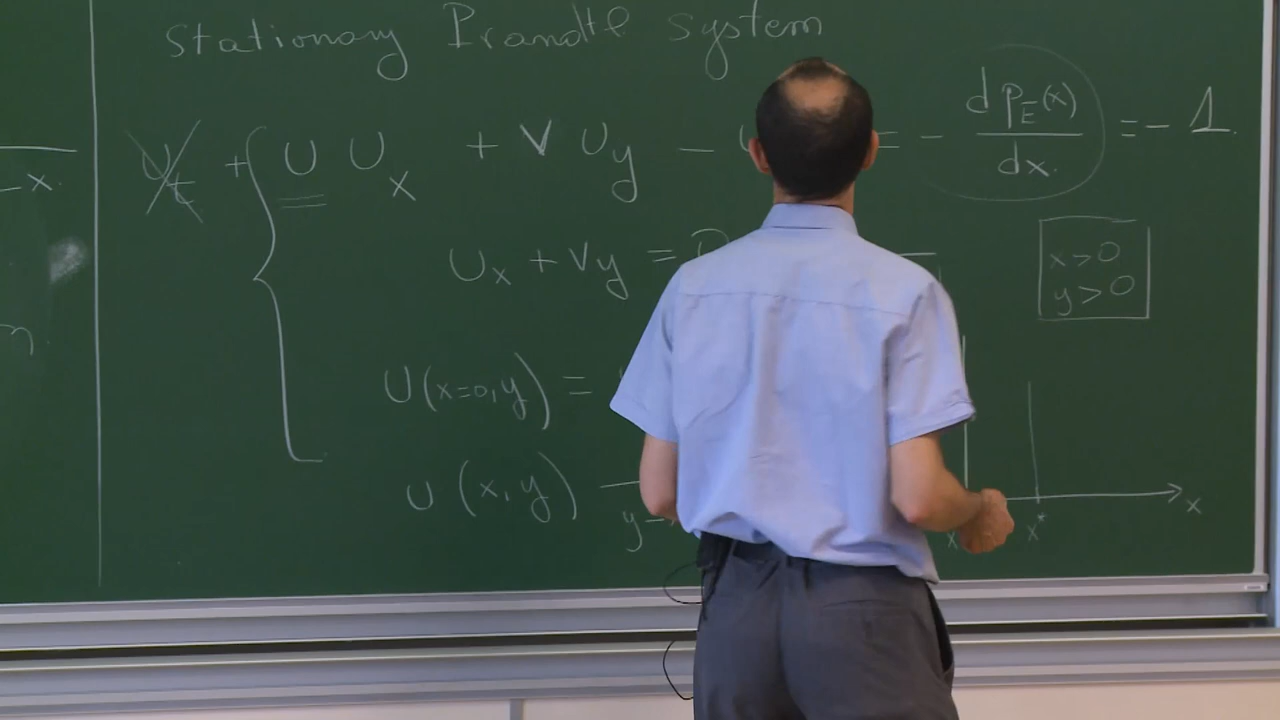 Stationary Prandtl System
U_t + U U_x + V U_y - = - dp_E(x)/dx = - 1
-x.
U_x + V_y =
x>0
y>0
n
U(x=0,y) =
u (x,y)
y→
x x* x